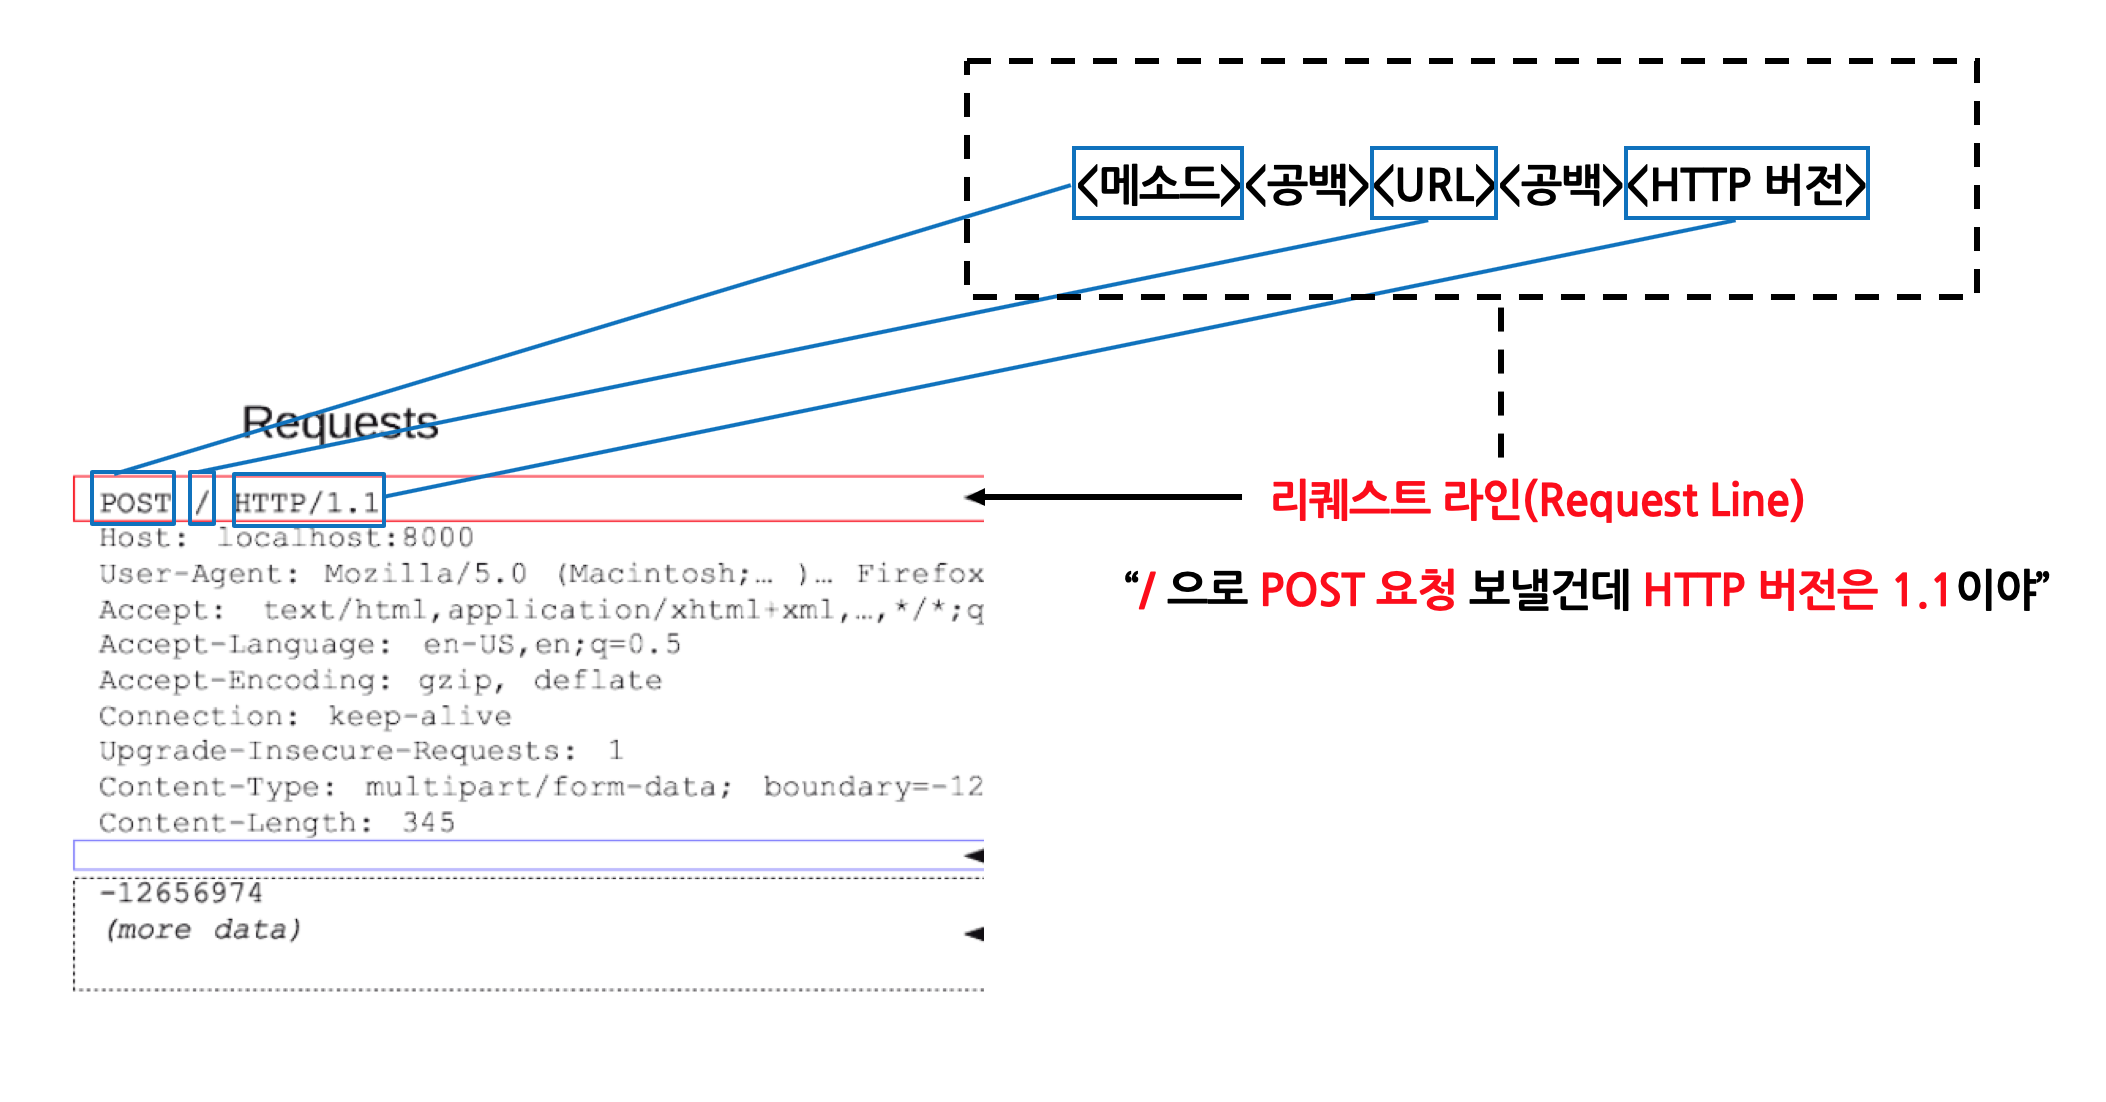 <메소드><공백><URL><공백><HTTP 버전>
Requests
POST / HTTP/1.1
리퀘스트 라인(Request Line)
Host: localhost:8000
User-Agent: Mozilla/5.0 (Macintosh;… )… Firefox
“/ 으로 POST 요청 보낼건데 HTTP 버전은 1.1이야”
Accept: text/html,application/xhtml+xml,…,*/*;q
Accept-Language: en-US,en;q=0.5
Accept-Encoding: gzip, deflate
Connection: keep-alive
Upgrade-Insecure-Requests: 1
Content-Type: multipart/form-data; boundary=-12
Content-Length: 345
-12656974
(more data)